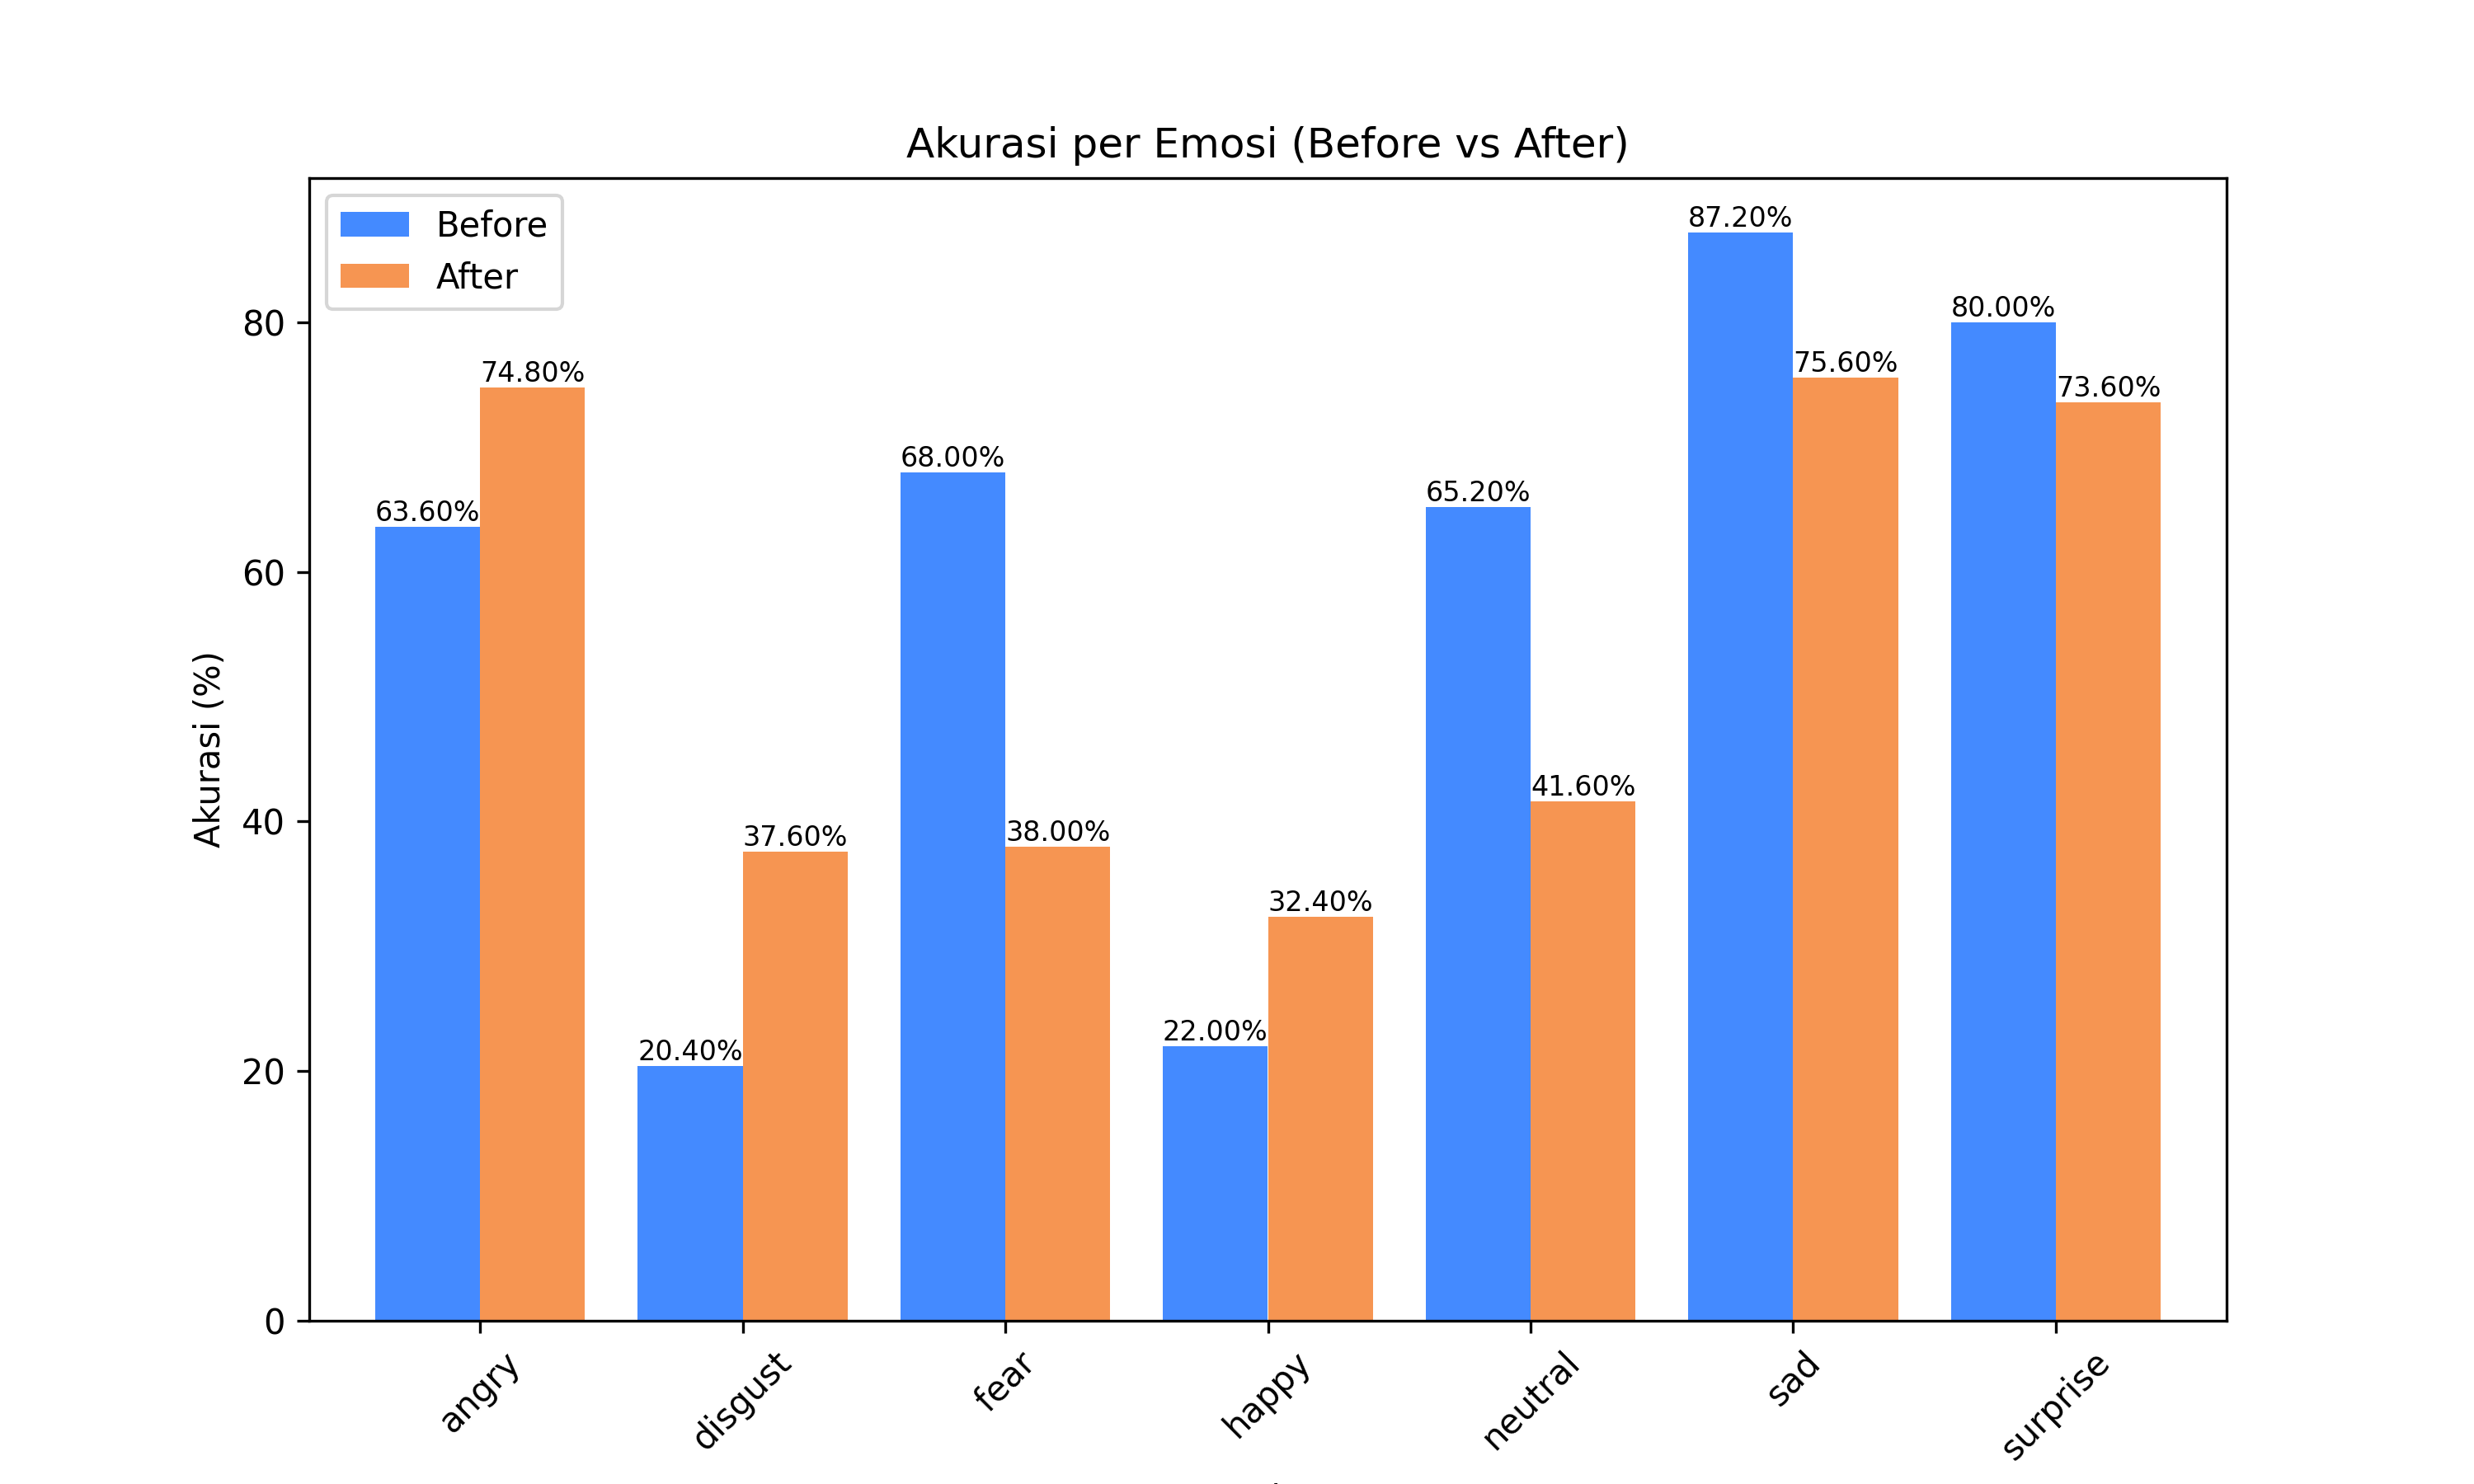 Akurasi per Emosi (Before vs After)
Before
After
Akurasi (%)
80
60
40
20
0
63.60%
74.80%
20.40%
37.60%
68.00%
38.00%
22.00%
32.40%
65.20%
41.60%
87.20%
75.60%
80.00%
73.60%
angry
disgust
fear
happy
neutral
sad
surprise